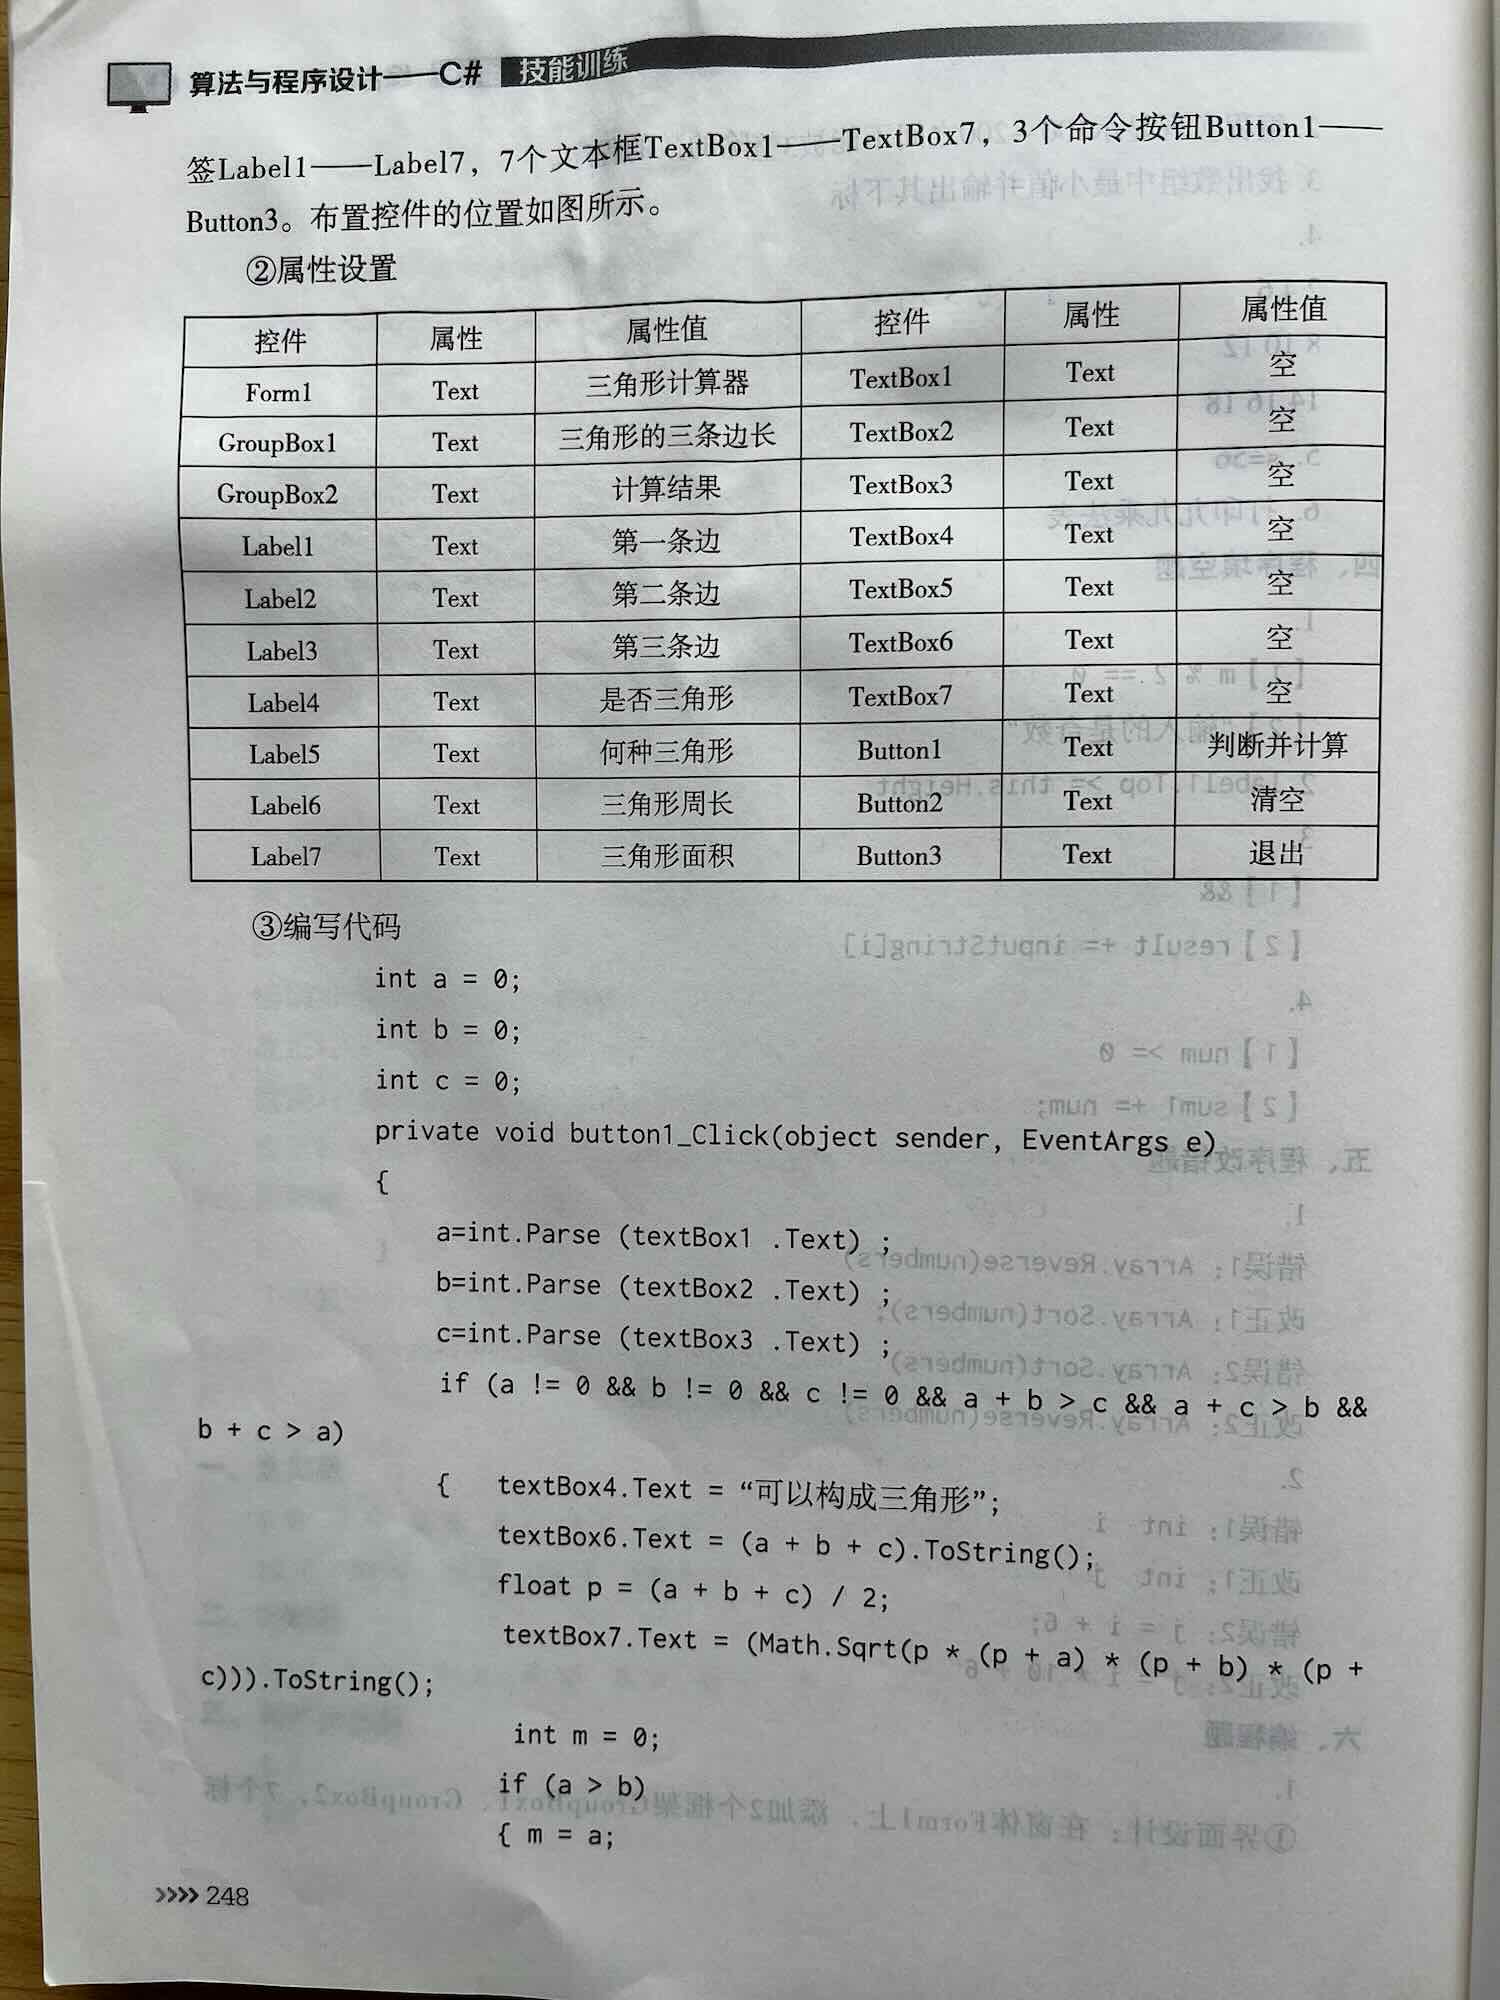 算法与程序设计——C# 技能训练
签Label1——Label7，7个文本框TextBox1——TextBox7，3个命令按钮Button1——
Button3。布置控件的位置如图所示。
②属性设置
控件 属性 属性值 控件 属性 属性值
Form1 Text 三角形计算器 TextBox1 Text 空
GroupBox1 Text 三角形的三条边长 TextBox2 Text 空
GroupBox2 Text 计算结果 TextBox3 Text 空
Label1 Text 第一条边 TextBox4 Text 空
Label2 Text 第二条边 TextBox5 Text 空
Label3 Text 第三条边 TextBox6 Text 空
Label4 Text 是否三角形 TextBox7 Text 空
Label5 Text 何种三角形 Button1 Text 判断并计算
Label6 Text 三角形周长 Button2 Text 清空
Label7 Text 三角形面积 Button3 Text 退出
③编写代码
int a = 0;
int b = 0;
int c = 0;
private void button1_Click(object sender, EventArgs e)
{
a=int.Parse (textBox1 .Text) ;
b=int.Parse (textBox2 .Text) ;
c=int.Parse (textBox3 .Text) ;
if (a != 0 && b != 0 && c != 0 && a + b > c && a + c > b &&
b + c > a)
{ textBox4.Text = “可以构成三角形”;
textBox6.Text = (a + b + c).ToString();
float p = (a + b + c) / 2;
textBox7.Text = (Math.Sqrt(p * (p + a) * (p + b) * (p +
c))).ToString();
int m = 0;
if (a > b)
{ m = a;
>>>> 248